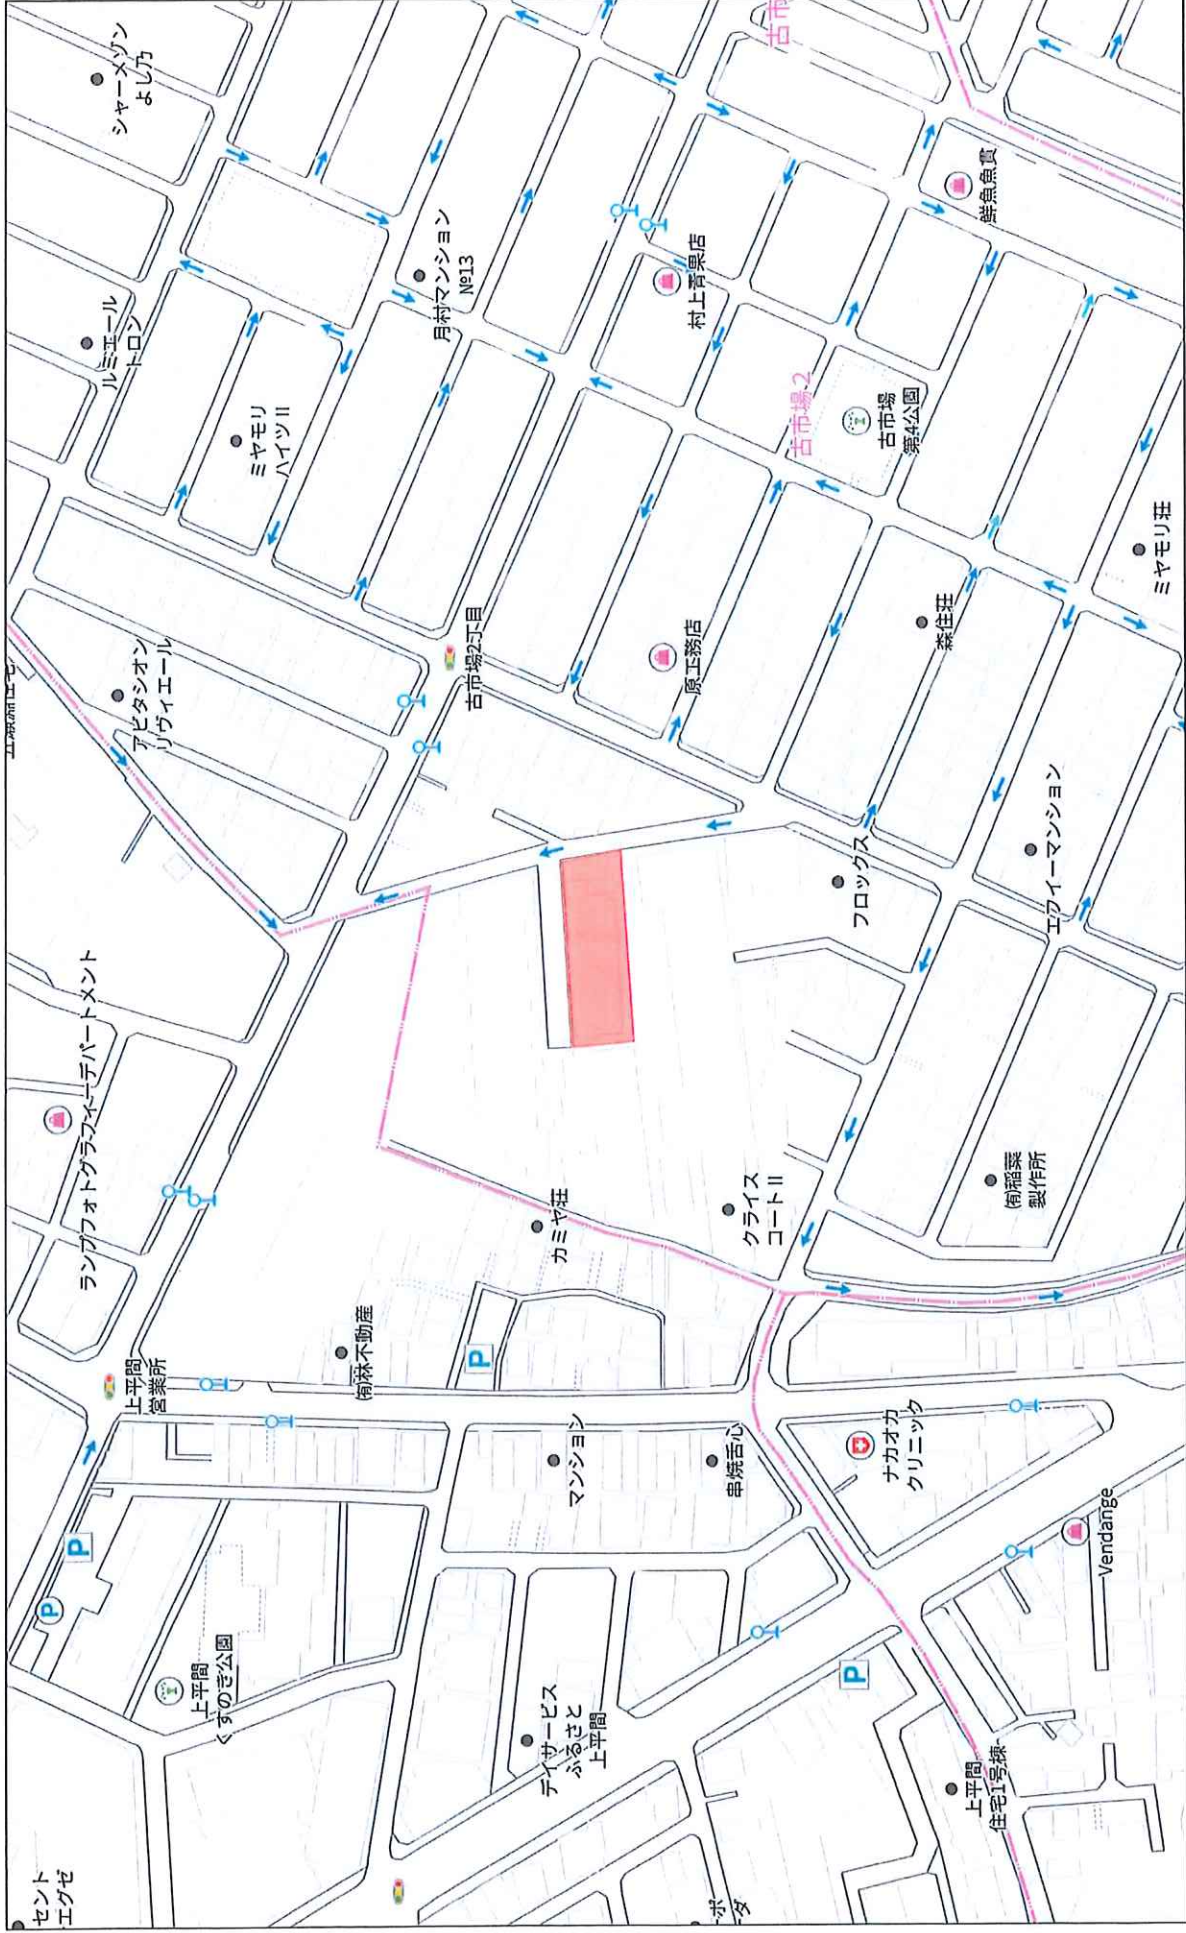 シャーメゾン
よし乃
ルミエール
トロン
ミヤモリ
ハイツⅡ
月村マンション
№13
村上青果店
鮮魚魚貫
古市
古市場 2
古市場
第4公園
アビタシオン
リヴィエール
古市場2丁目
原工務店
森住荘
ミヤモリ荘
フロックス
エフィーマンション
ランプフォトグラフィーデパートメント
カミヤ荘
クライス
コートⅡ
㈲稲葉
製作所
上平間
営業所
㈲林不動産
P
マンション
串焼舌心
ナカオカ
クリニック
Vendange
P
P
上平間
くすのき公園
デイサービス
ふるさと
上平間
P
上平間
住宅1号棟
セント
エグゼ